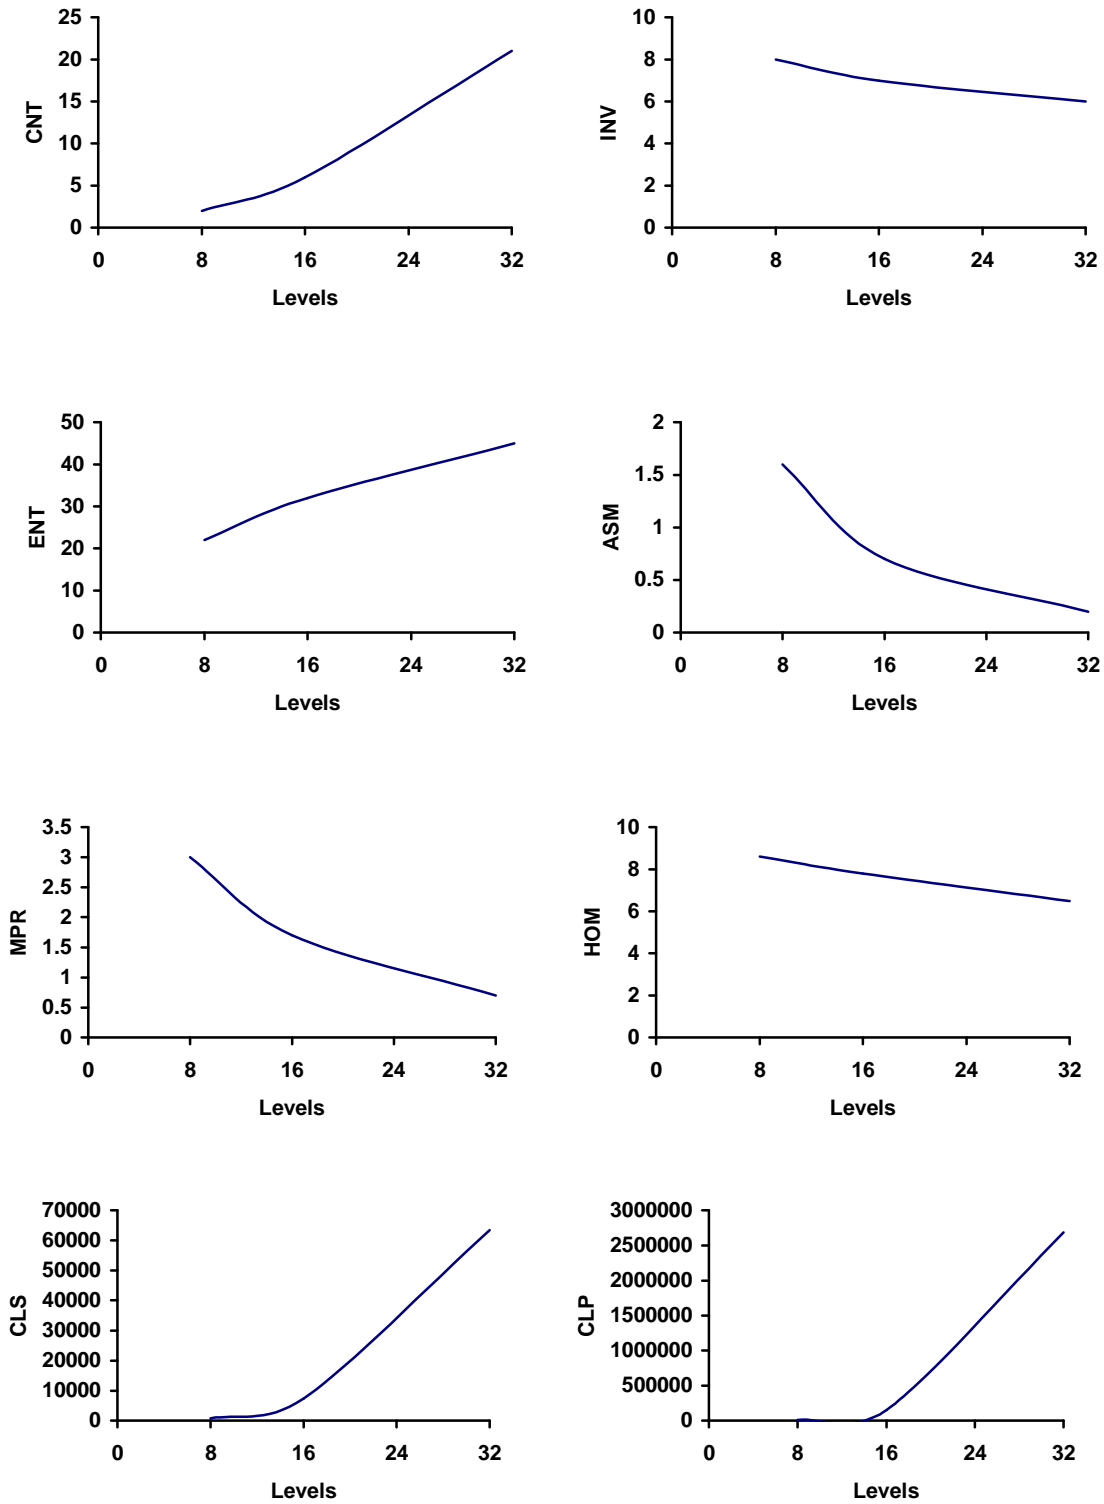 25
20
15
10
5
0
CNT
0 8 16 24 32
Levels
10
8
6
4
2
0
INV
0 8 16 24 32
Levels
50
40
30
20
10
0
ENT
0 8 16 24 32
Levels
2
1.5
1
0.5
0
ASM
0 8 16 24 32
Levels
3.5
3
2.5
2
1.5
1
0.5
0
MPR
0 8 16 24 32
Levels
10
8
6
4
2
0
HOM
0 8 16 24 32
Levels
70000
60000
50000
40000
30000
20000
10000
0
CLS
0 8 16 24 32
Levels
3000000
2500000
2000000
1500000
1000000
500000
0
CLP
0 8 16 24 32
Levels